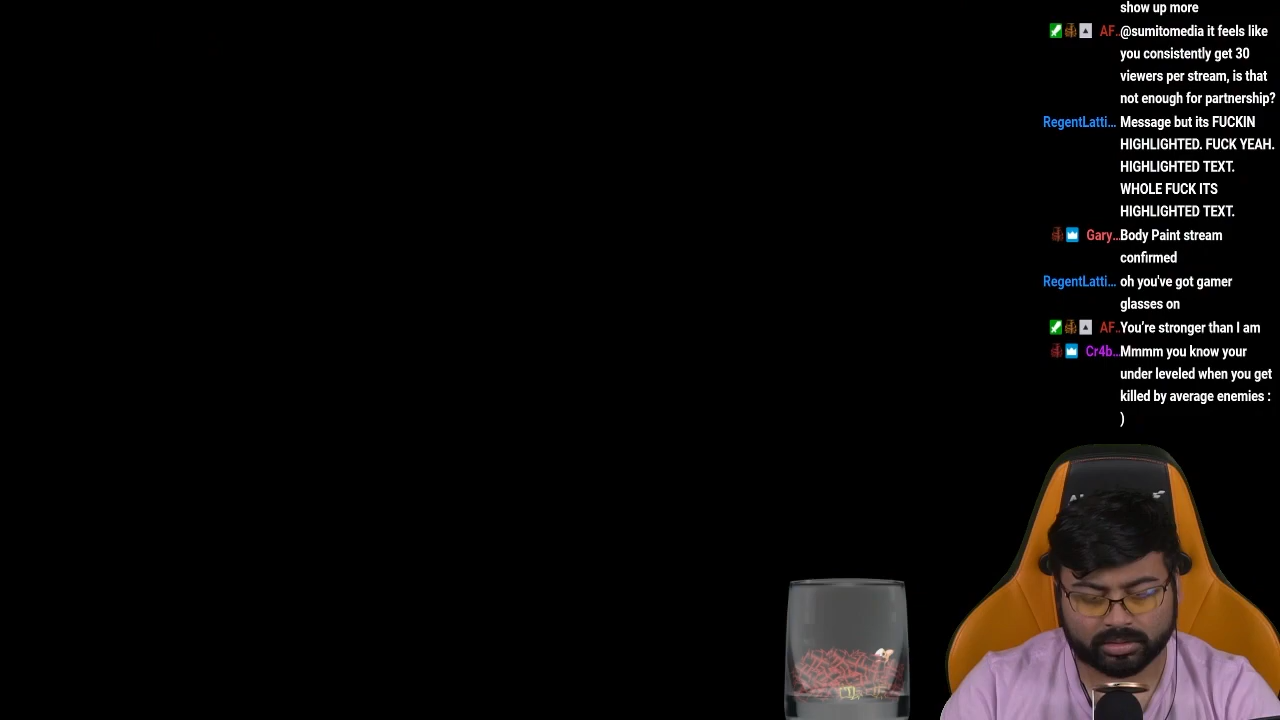 show up more
AF.. @sumitomedia it feels like
you consistently get 30
viewers per stream, is that
not enough for partnership?
RegentLatti... Message but its FUCKIN
HIGHLIGHTED. FUCK YEAH.
HIGHLIGHTED TEXT.
WHOLE FUCK ITS
HIGHLIGHTED TEXT.
Gary... Body Paint stream
confirmed
RegentLatti... oh you've got gamer
glasses on
AF.. You’re stronger than I am
Cr4b... Mmmm you know your
under leveled when you get
killed by average enemies :
)